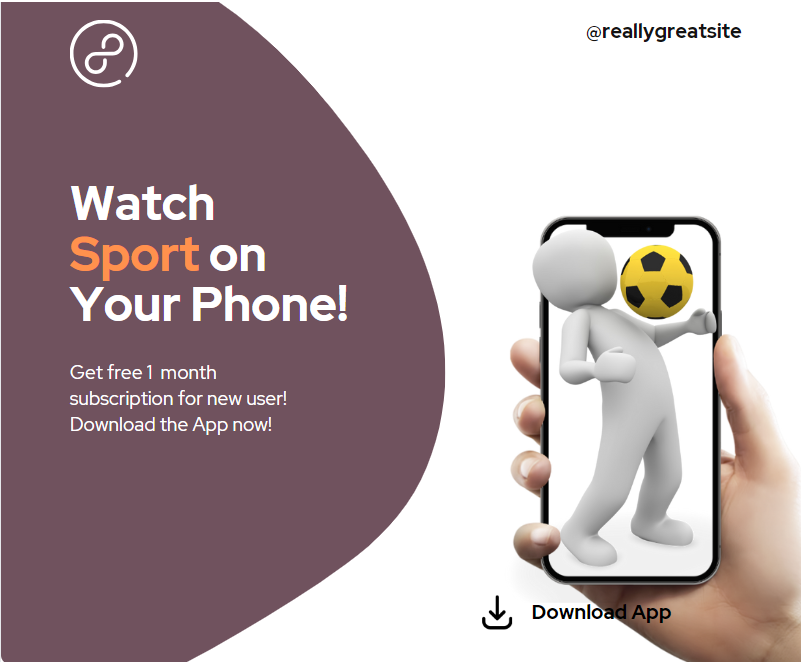 @reallygreatsite
Watch
Sport on
Your Phone!
Get free 1 month
subscription for new user!
Download the App now!
Download App